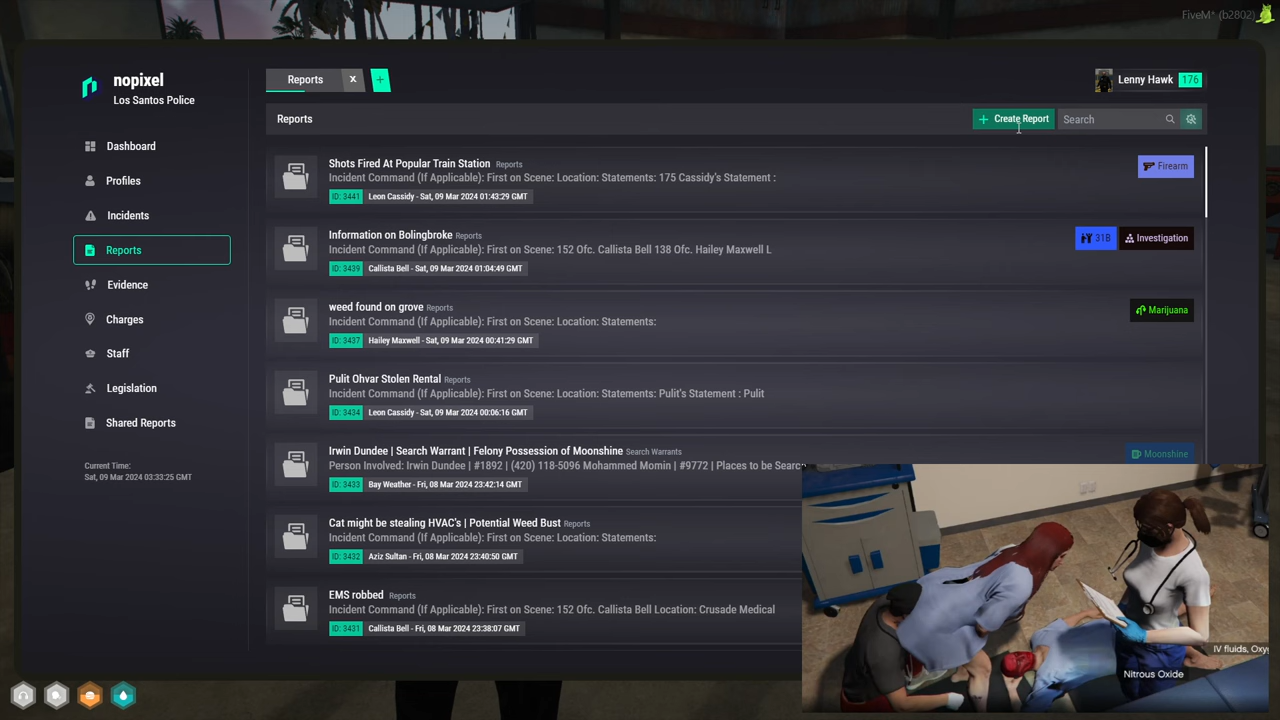 FiveM* (b2802)
nopixel
Los Santos Police
Reports x +
Lenny Hawk 176
Reports
+ Create Report
Search
Dashboard
Profiles
Incidents
Reports
Evidence
Charges
Staff
Legislation
Shared Reports
Current Time:
Sat, 09 Mar 2024 03:33:25 GMT
Shots Fired At Popular Train Station Reports
Incident Command (If Applicable): First on Scene: Location: Statements: 175 Cassidy's Statement :
ID: 3441 Leon Cassidy - Sat, 09 Mar 2024 01:43:29 GMT
Firearm
Information on Bolingbroke Reports
Incident Command (If Applicable): First on Scene: 152 Ofc. Callista Bell 138 Ofc. Hailey Maxwell L
ID: 3439 Callista Bell - Sat, 09 Mar 2024 01:04:49 GMT
31B Investigation
weed found on grove Reports
Incident Command (If Applicable): First on Scene: Location: Statements:
ID: 3437 Hailey Maxwell - Sat, 09 Mar 2024 00:41:29 GMT
Marijuana
Pulit Ohvar Stolen Rental Reports
Incident Command (If Applicable): First on Scene: Location: Statements: Pulit's Statement : Pulit
ID: 3434 Leon Cassidy - Sat, 09 Mar 2024 00:06:16 GMT
Irwin Dundee | Search Warrant | Felony Possession of Moonshine Search Warrants
Person Involved: Irwin Dundee | #1892 | (420) 118-5096 Mohammed Momin | #9772 | Places to be Searc
ID: 3433 Bay Weather - Fri, 08 Mar 2024 23:42:14 GMT
Moonshine
Cat might be stealing HVAC's | Potential Weed Bust Reports
Incident Command (If Applicable): First on Scene: Location: Statements:
ID: 3432 Aziz Sultan - Fri, 08 Mar 2024 23:40:50 GMT
EMS robbed Reports
Incident Command (If Applicable): First on Scene: 152 Ofc. Callista Bell Location: Crusade Medical
ID: 3431 Callista Bell - Fri, 08 Mar 2024 23:38:07 GMT
IV fluids, Oxyg
Nitrous Oxide